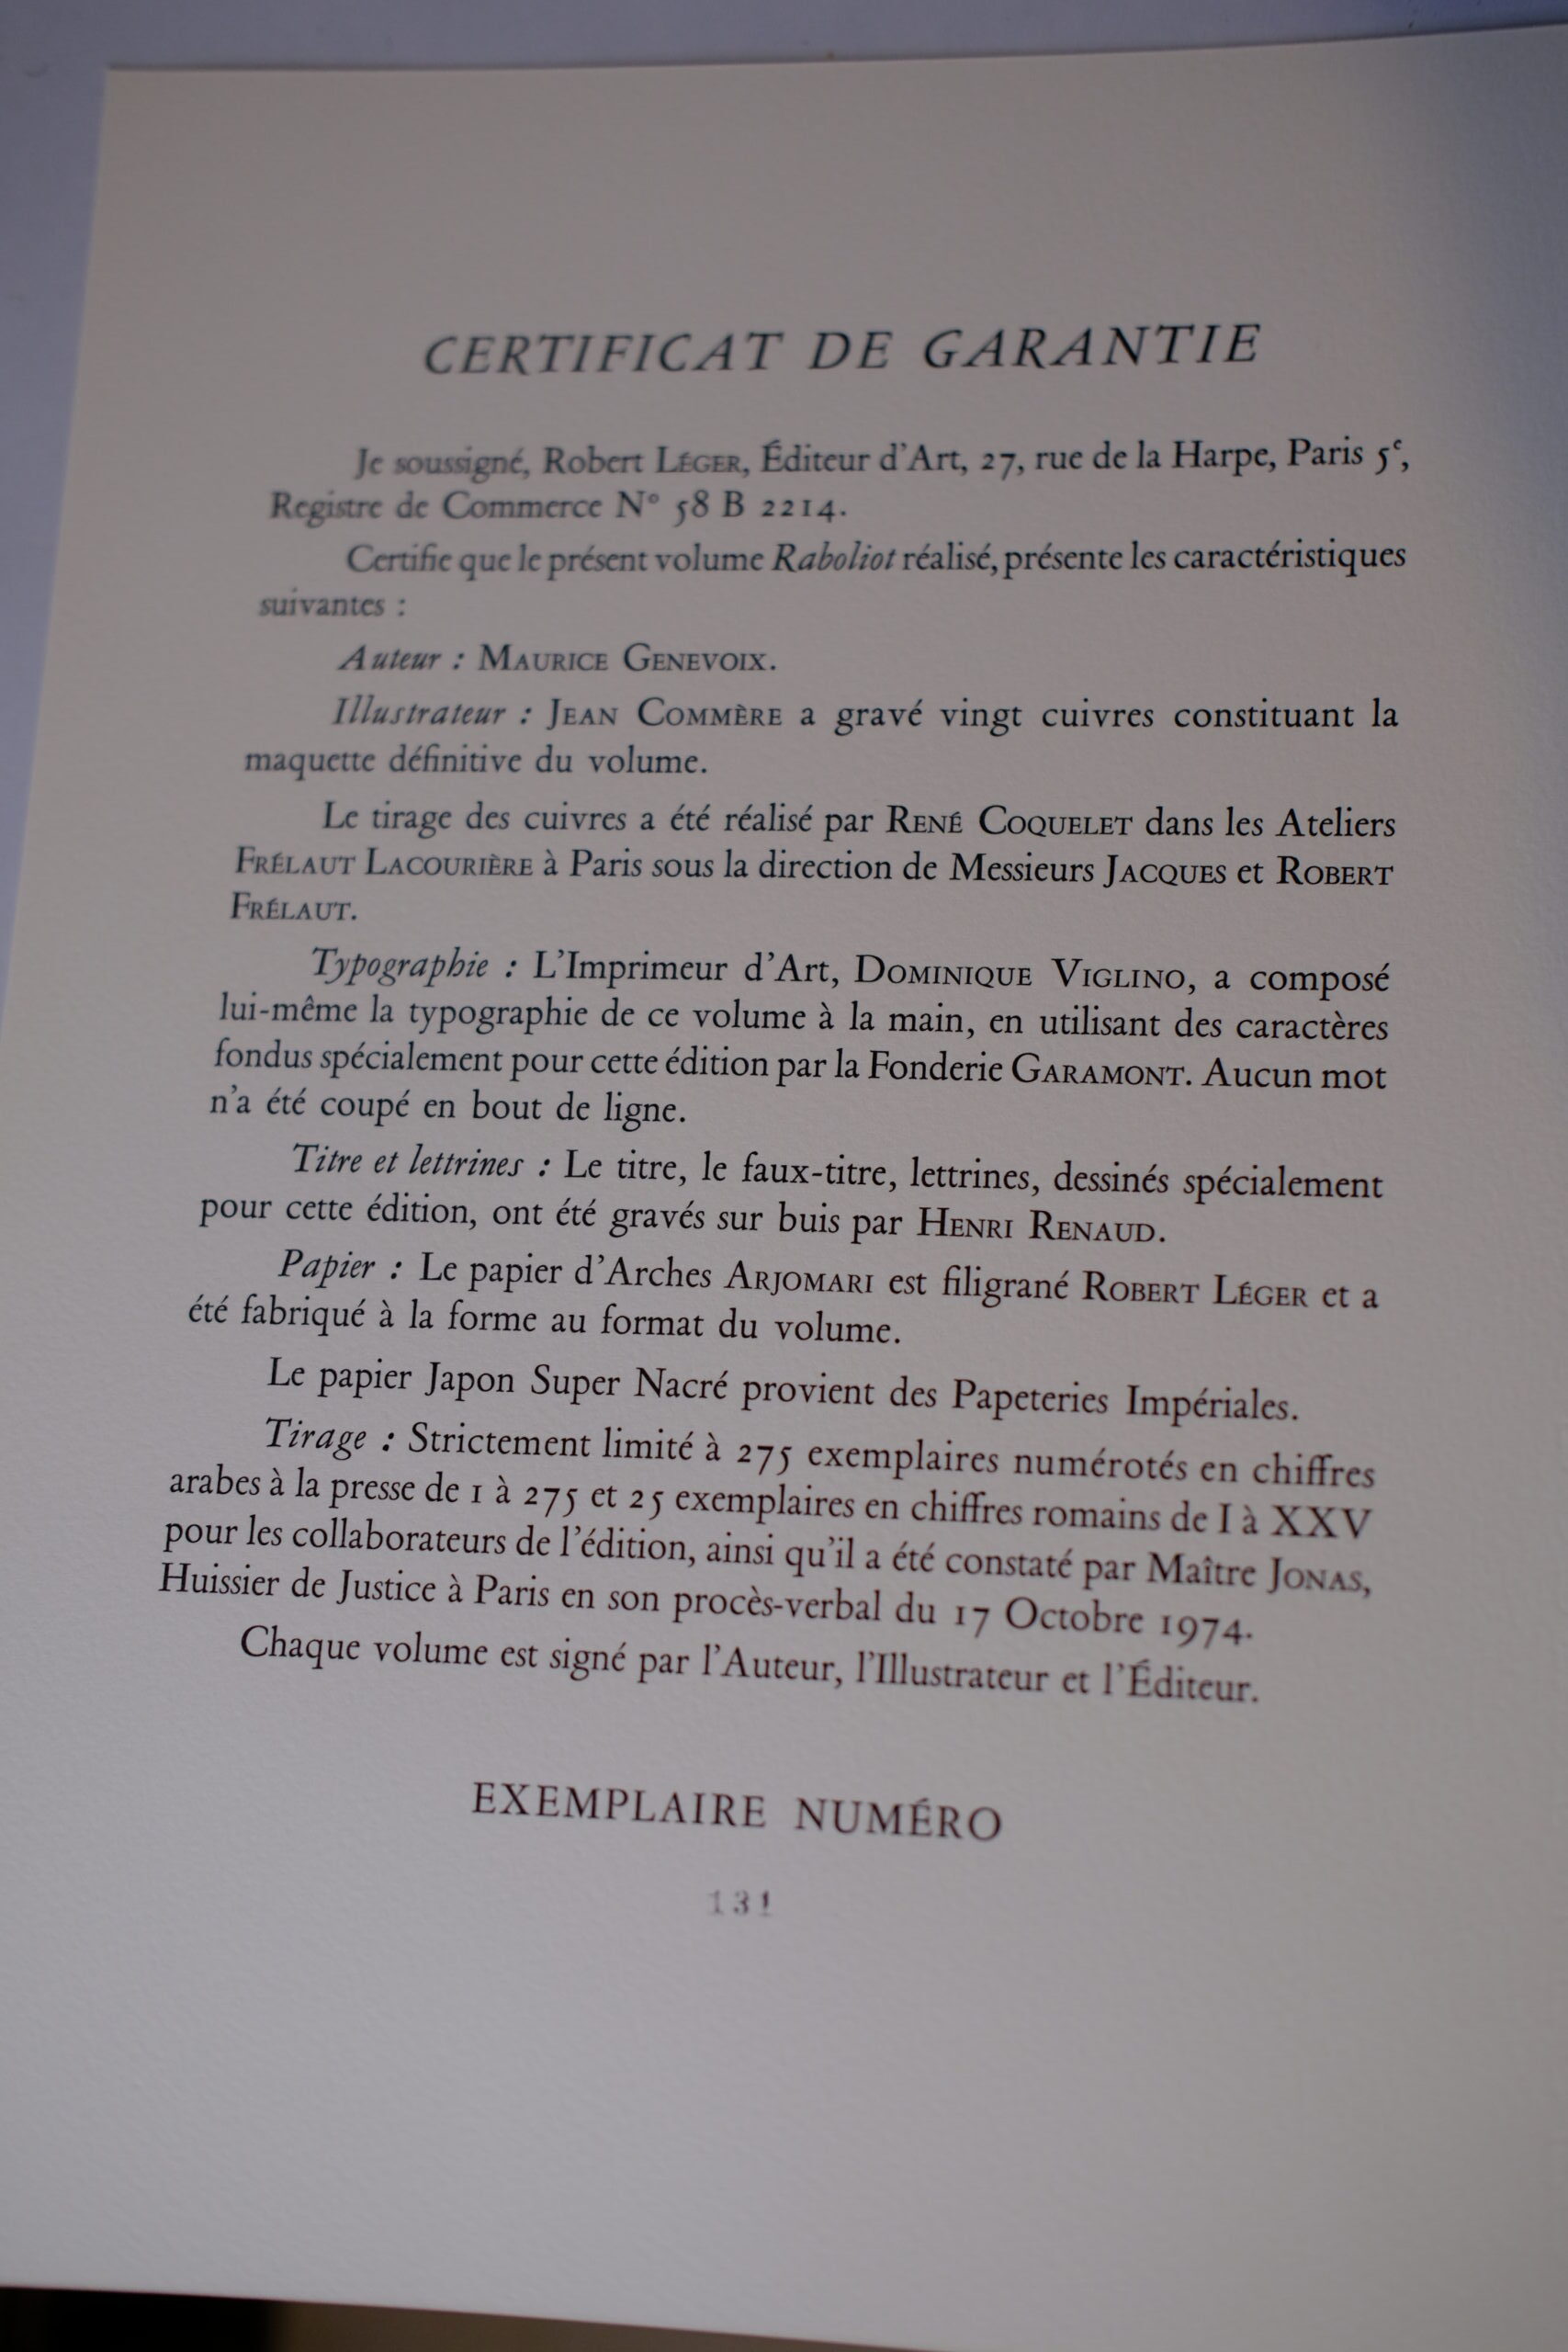 CERTIFICAT DE GARANTIE
Je soussigné, Robert LÉGER, Éditeur d'Art, 27, rue de la Harpe, Paris 5e,
Registre de Commerce N° 58 B 2214.
Certifie que le présent volume Raboliot réalisé, présente les caractéristiques
suivantes :
Auteur : MAURICE GENEVOIX.
Illustrateur : JEAN COMMÈRE a gravé vingt cuivres constituant la
maquette définitive du volume.
Le tirage des cuivres a été réalisé par RENÉ COQUELET dans les Ateliers
FRÉLAUT LACOURIÈRE à Paris sous la direction de Messieurs JACQUES et ROBERT
FRÉLAUT.
Typographie : L'Imprimeur d'Art, DOMINIQUE VIGLINO, a composé
lui-même la typographie de ce volume à la main, en utilisant des caractères
fondus spécialement pour cette édition par la Fonderie GARAMONT. Aucun mot
n'a été coupé en bout de ligne.
Titre et lettrines : Le titre, le faux-titre, lettrines, dessinés spécialement
pour cette édition, ont été gravés sur buis par HENRI RENAUD.
Papier : Le papier d'Arches ARJOMARI est filigrané ROBERT LÉGER et a
été fabriqué à la forme au format du volume.
Le papier Japon Super Nacré provient des Papeteries Impériales.
Tirage : Strictement limité à 275 exemplaires numérotés en chiffres
arabes à la presse de 1 à 275 et 25 exemplaires en chiffres romains de I à XXV
pour les collaborateurs de l'édition, ainsi qu'il a été constaté par Maître JONAS,
Huissier de Justice à Paris en son procès-verbal du 17 Octobre 1974.
Chaque volume est signé par l'Auteur, l'Illustrateur et l'Éditeur.
EXEMPLAIRE NUMÉRO
131